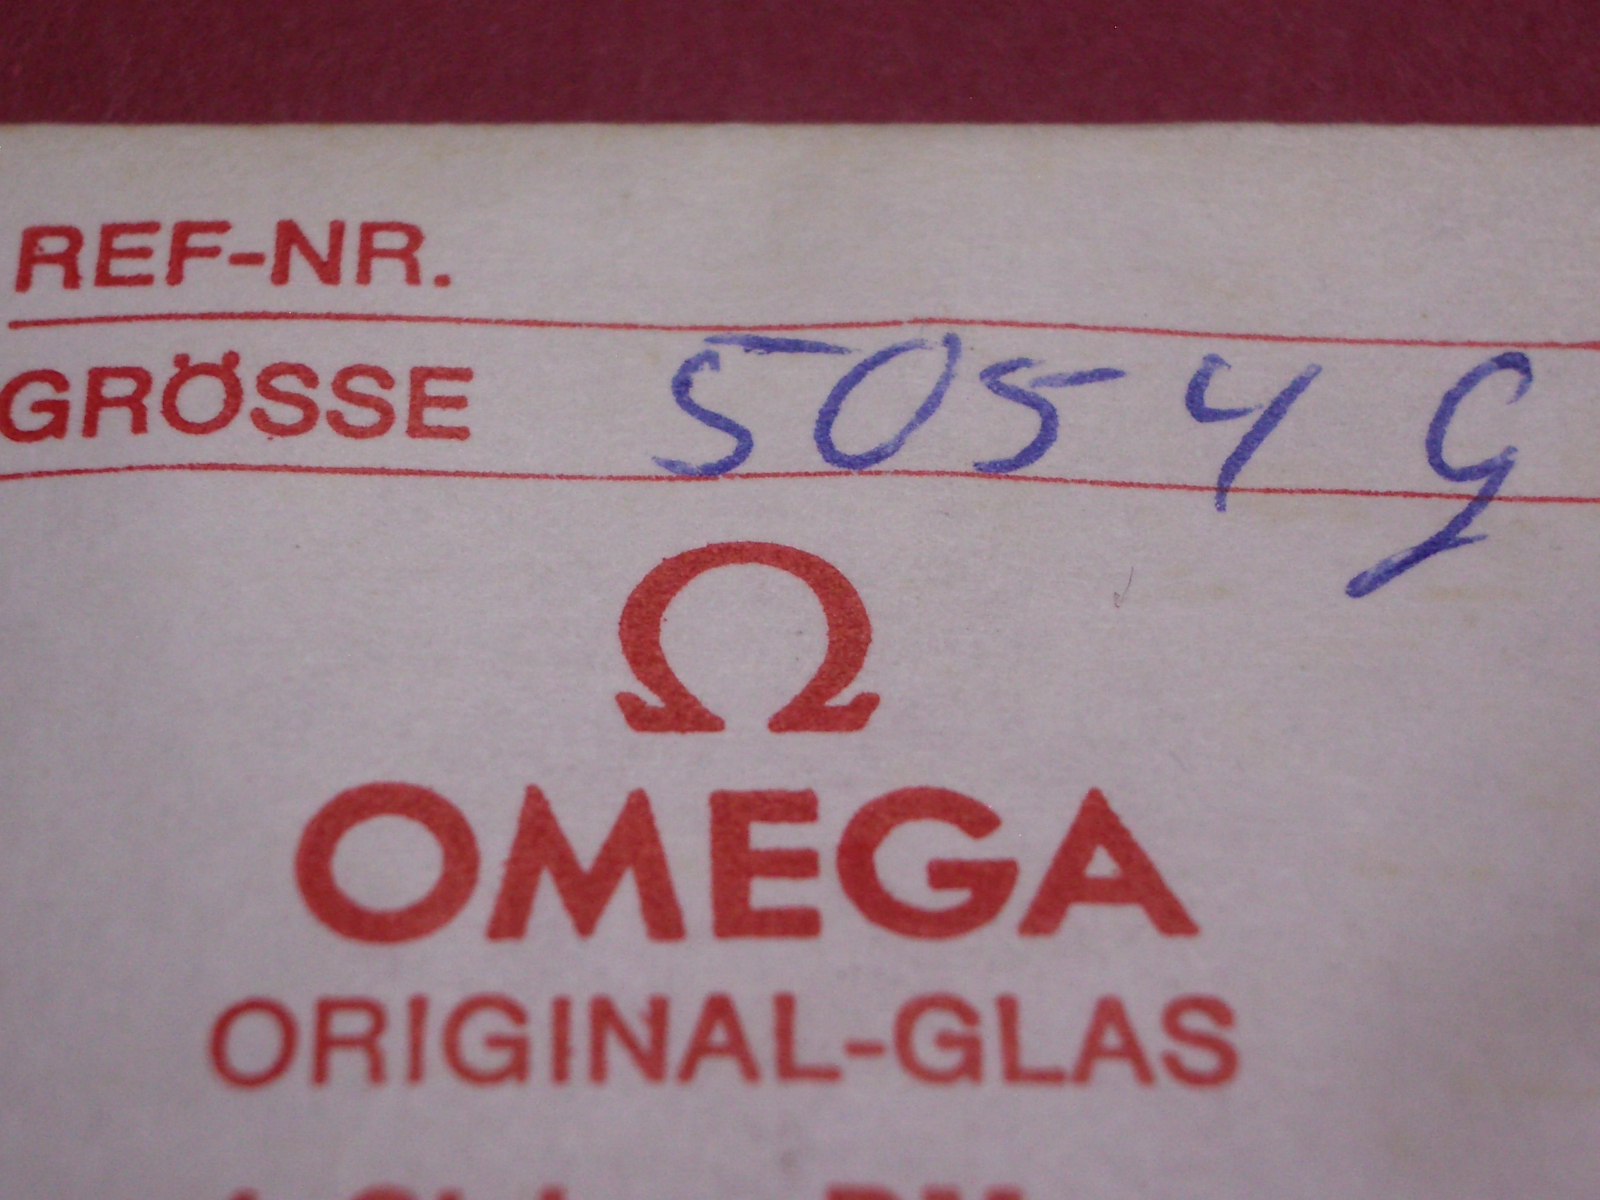 REF-NR.
GRÖSSE 5054 g
Ω
OMEGA
ORIGINAL-GLAS